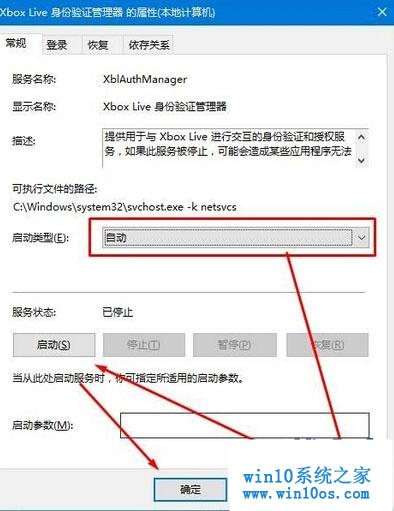 Xbox Live 身份验证管理器 的属性(本地计算机)
常规 登录 恢复 依存关系
服务名称: XblAuthManager
显示名称: Xbox Live 身份验证管理器
描述: 提供用于与 Xbox Live 进行交互的身份验证和授权服
务，如果此服务被停止，可能会造成某些应用程序无法
可执行文件的路径:
C:\Windows\system32\svchost.exe -k netsvcs
启动类型(E): 自动
服务状态: 已停止
启动(S) 停止(T) 暂停(P) 恢复(R)
当从此处启动服务时，你可指定所适用的启动参数。
启动参数(M):
确定
win10系统之家
www.win10os.com